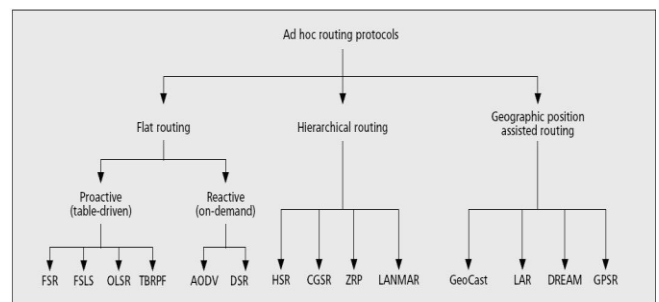 Ad hoc routing protocols
Flat routing
Hierarchical routing
Geographic position
assisted routing
Proactive
(table-driven)
Reactive
(on-demand)
FSR FSLS OLSR TBRPF AODV DSR HSR CGSR ZRP LANMAR GeoCast LAR DREAM GPSR